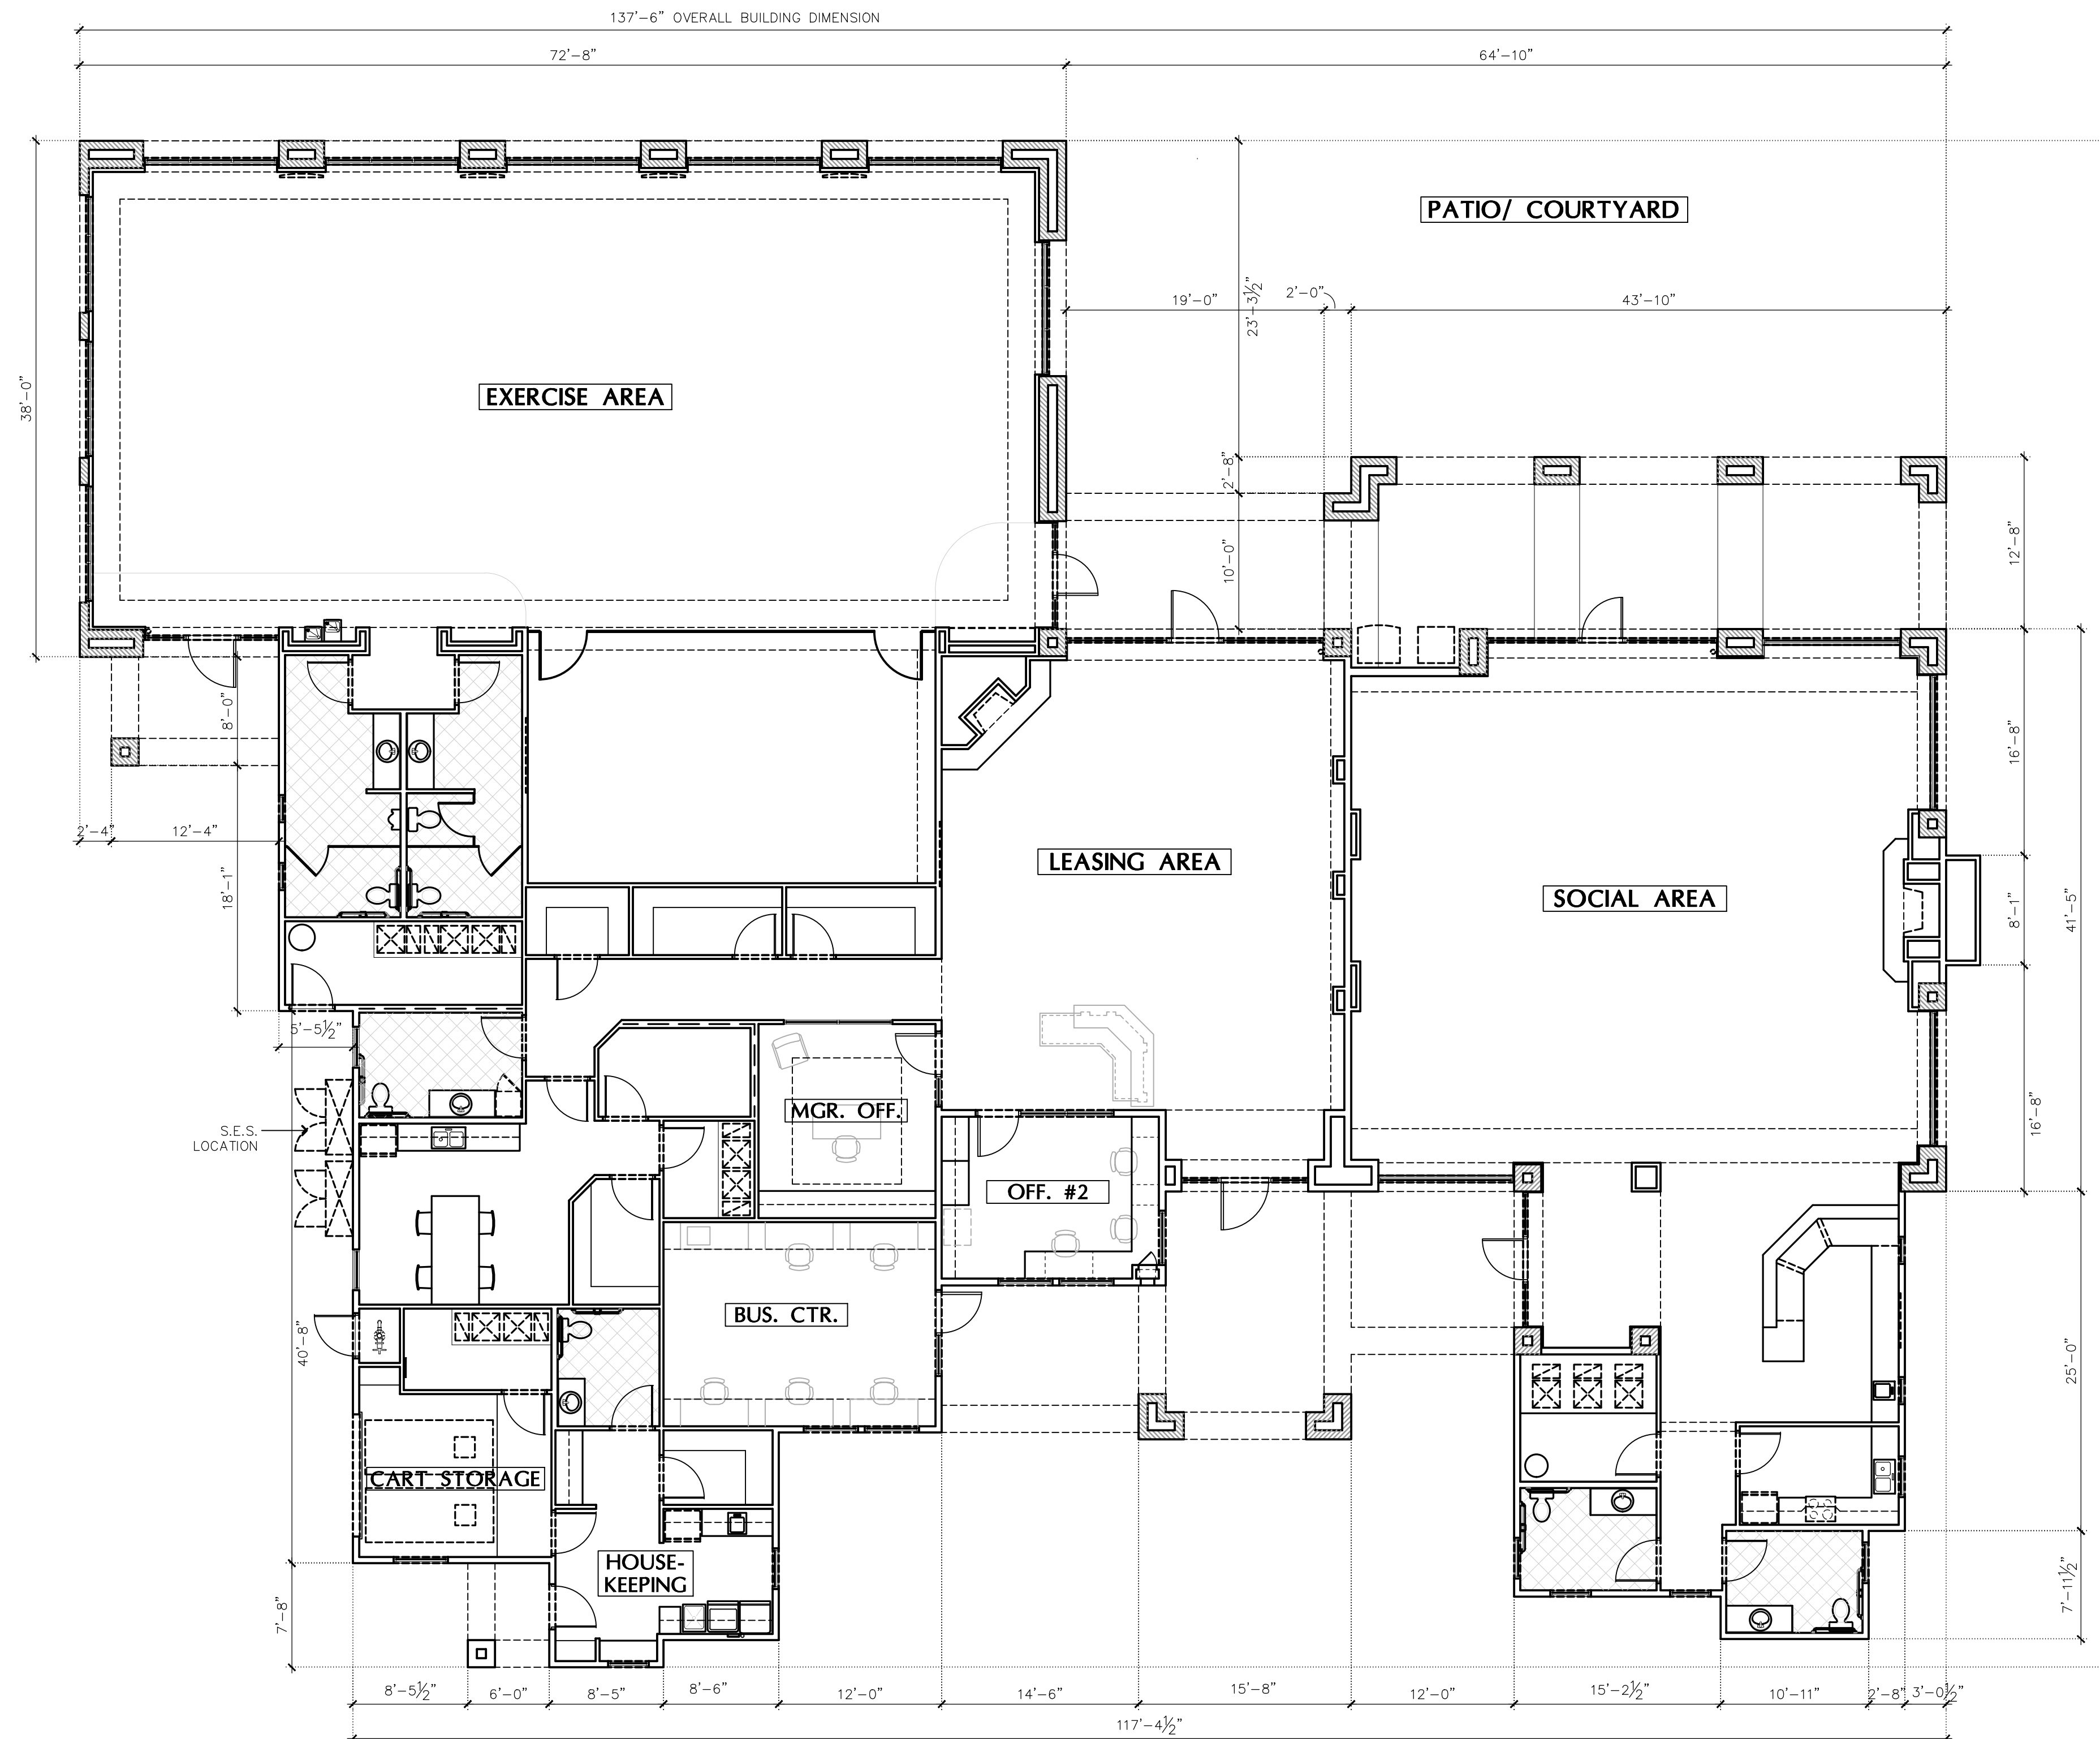 137'-6" OVERALL BUILDING DIMENSION
72'-8"
64'-10"
PATIO/ COURTYARD
38'-0"
EXERCISE AREA
19'-0"
23'-3½"
2'-0"
43'-10"
2'-8"
10'-0"
12'-8"
8'-0"
16'-8"
2'-4"
12'-4"
18'-1"
LEASING AREA
SOCIAL AREA
8'-1"
41'-5"
5'-5½"
S.E.S.
LOCATION
MGR. OFF.
16'-8"
OFF. #2
BUS. CTR.
40'-8"
25'-0"
CART STORAGE
HOUSE-
KEEPING
7'-8"
7'-11½"
8'-5½"
6'-0"
8'-5"
8'-6"
12'-0"
14'-6"
15'-8"
12'-0"
15'-2½"
10'-11"
2'-8"
3'-0½"
117'-4½"